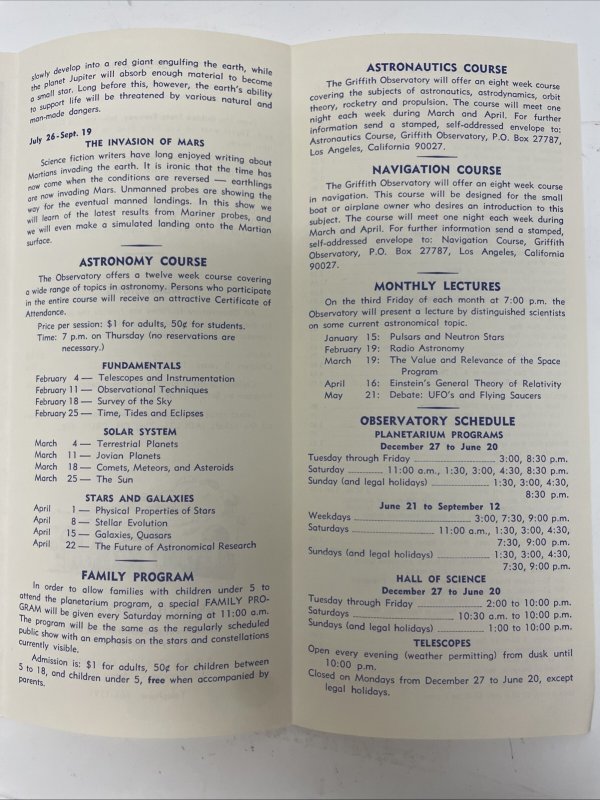 slowly develop into a red giant engulfing the earth, while
the planet Jupiter will absorb enough material to become
a small star. Long before this, however, the earth's ability
to support life will be threatened by various natural and
man-made dangers.
July 26-Sept. 19
THE INVASION OF MARS
Science fiction writers have long enjoyed writing about
Martians invading the earth. It is ironic that the time has
now come when the conditions are reversed — earthlings
are now invading Mars. Unmanned probes are showing the
way for the eventual manned landings. In this show we
will learn of the latest results from Mariner probes, and
we will even make a simulated landing onto the Martian
surface.
ASTRONOMY COURSE
The Observatory offers a twelve week course covering
a wide range of topics in astronomy. Persons who participate
in the entire course will receive an attractive Certificate of
Attendance.
Price per session: $1 for adults, 50¢ for students.
Time: 7 p.m. on Thursday (no reservations are
necessary.)
FUNDAMENTALS
February 4 — Telescopes and Instrumentation
February 11 — Observational Techniques
February 18 — Survey of the Sky
February 25 — Time, Tides and Eclipses
SOLAR SYSTEM
March 4 — Terrestrial Planets
March 11 — Jovian Planets
March 18 — Comets, Meteors, and Asteroids
March 25 — The Sun
STARS AND GALAXIES
April 1 — Physical Properties of Stars
April 8 — Stellar Evolution
April 15 — Galaxies, Quasars
April 22 — The Future of Astronomical Research
FAMILY PROGRAM
In order to allow families with children under 5 to
attend the planetarium program, a special FAMILY PRO-
GRAM will be given every Saturday morning at 11:00 a.m.
The program will be the same as the regularly scheduled
public show with an emphasis on the stars and constellations
currently visible.
Admission is: $1 for adults, 50¢ for children between
5 to 18, and children under 5, free when accompanied by
parents.
ASTRONAUTICS COURSE
The Griffith Observatory will offer an eight week course
covering the subjects of astronautics, astrodynamics, orbit
theory, rocketry and propulsion. The course will meet one
night each week during March and April. For further
information send a stamped, self-addressed envelope to:
Astronautics Course, Griffith Observatory, P.O. Box 27787,
Los Angeles, California 90027.
NAVIGATION COURSE
The Griffith Observatory will offer an eight week course
in navigation. This course will be designed for the small
boat or airplane owner who desires an introduction to this
subject. The course will meet one night each week during
March and April. For further information send a stamped,
self-addressed envelope to: Navigation Course, Griffith
Observatory, P.O. Box 27787, Los Angeles, California
90027.
MONTHLY LECTURES
On the third Friday of each month at 7:00 p.m. the
Observatory will present a lecture by distinguished scientists
on some current astronomical topic.
January 15: Pulsars and Neutron Stars
February 19: Radio Astronomy
March 19: The Value and Relevance of the Space
Program
April 16: Einstein's General Theory of Relativity
May 21: Debate: UFO's and Flying Saucers
OBSERVATORY SCHEDULE
PLANETARIUM PROGRAMS
December 27 to June 20
Tuesday through Friday 3:00, 8:30 p.m.
Saturday 11:00 a.m., 1:30, 3:00, 4:30, 8:30 p.m.
Sunday (and legal holidays) 1:30, 3:00, 4:30,
8:30 p.m.
June 21 to September 12
Weekdays 3:00, 7:30, 9:00 p.m.
Saturdays 11:00 a.m., 1:30, 3:00, 4:30,
7:30, 9:00 p.m.
Sundays (and legal holidays) 1:30, 3:00, 4:30,
7:30, 9:00 p.m.
HALL OF SCIENCE
December 27 to June 20
Tuesday through Friday 2:00 to 10:00 p.m.
Saturdays 10:30 a.m. to 10:00 p.m.
Sundays (and legal holidays) 1:00 to 10:00 p.m.
TELESCOPES
Open every evening (weather permitting) from dusk until
10:00 p.m.
Closed on Mondays from December 27 to June 20, except
legal holidays.